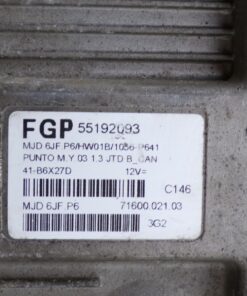 FGP 55192093
MJD 6JF.P6/HW01B/1036-P641
PUNTO M.Y 03 1.3 JTD B_CAN
41-B6X27D 12V=
C146
MJD 6JF.P6 71600.021.03
3G2